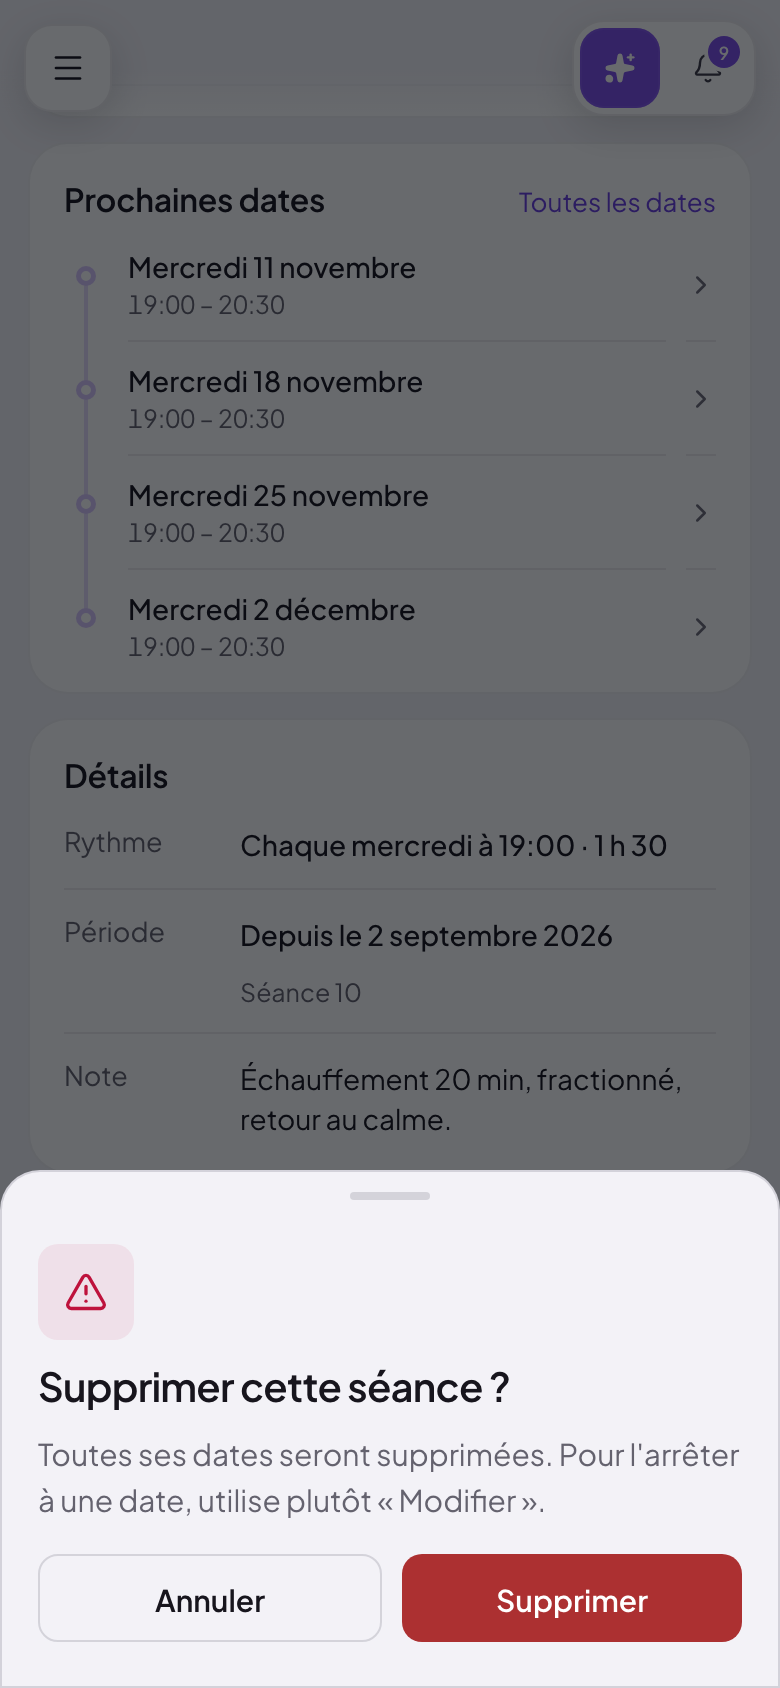 9
Prochaines dates
Toutes les dates
Mercredi 11 novembre
19:00 – 20:30
Mercredi 18 novembre
19:00 – 20:30
Mercredi 25 novembre
19:00 – 20:30
Mercredi 2 décembre
19:00 – 20:30
Détails
Rythme
Chaque mercredi à 19:00 · 1 h 30
Période
Depuis le 2 septembre 2026
Séance 10
Note
Échauffement 20 min, fractionné,
retour au calme.
Supprimer cette séance ?
Toutes ses dates seront supprimées. Pour l'arrêter
à une date, utilise plutôt « Modifier ».
Annuler
Supprimer